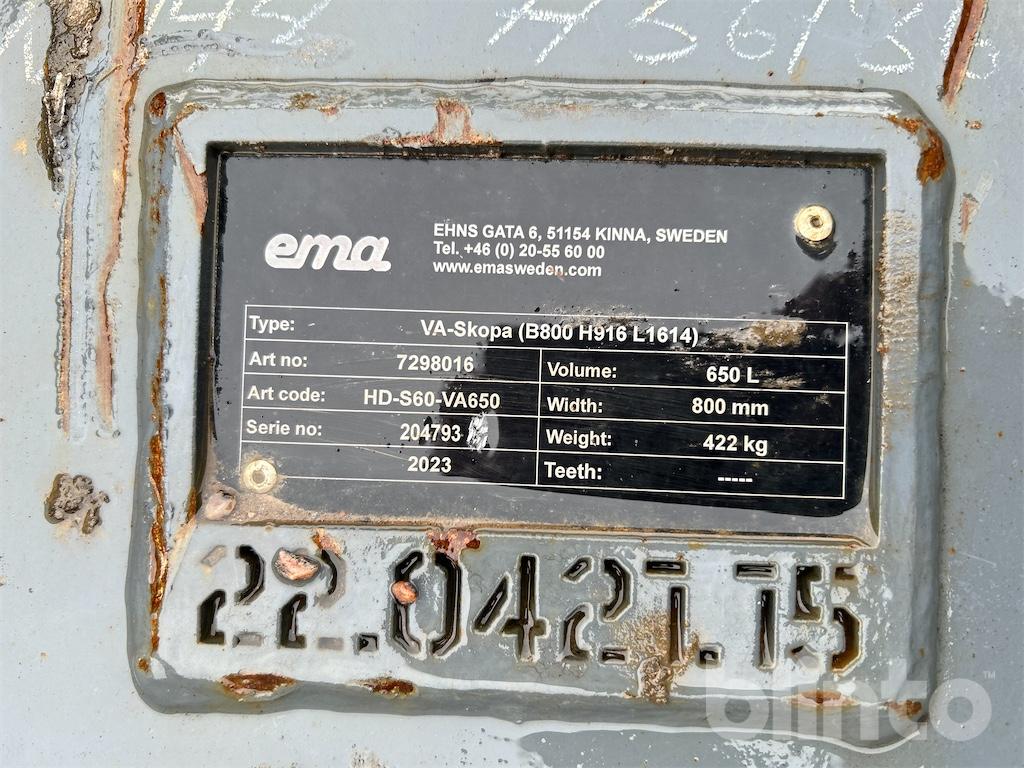 ema
EHNS GATA 6, 51154 KINNA, SWEDEN
Tel. +46 (0) 20-55 60 00
www.emasweden.com
Type: VA-Skopa (B800 H916 L1614)
Art no: 7298016 Volume: 650 L
Art code: HD-S60-VA650 Width: 800 mm
Serie no: 204793 Weight: 422 kg
2023 Teeth: -----
22.0421.15
blinto™